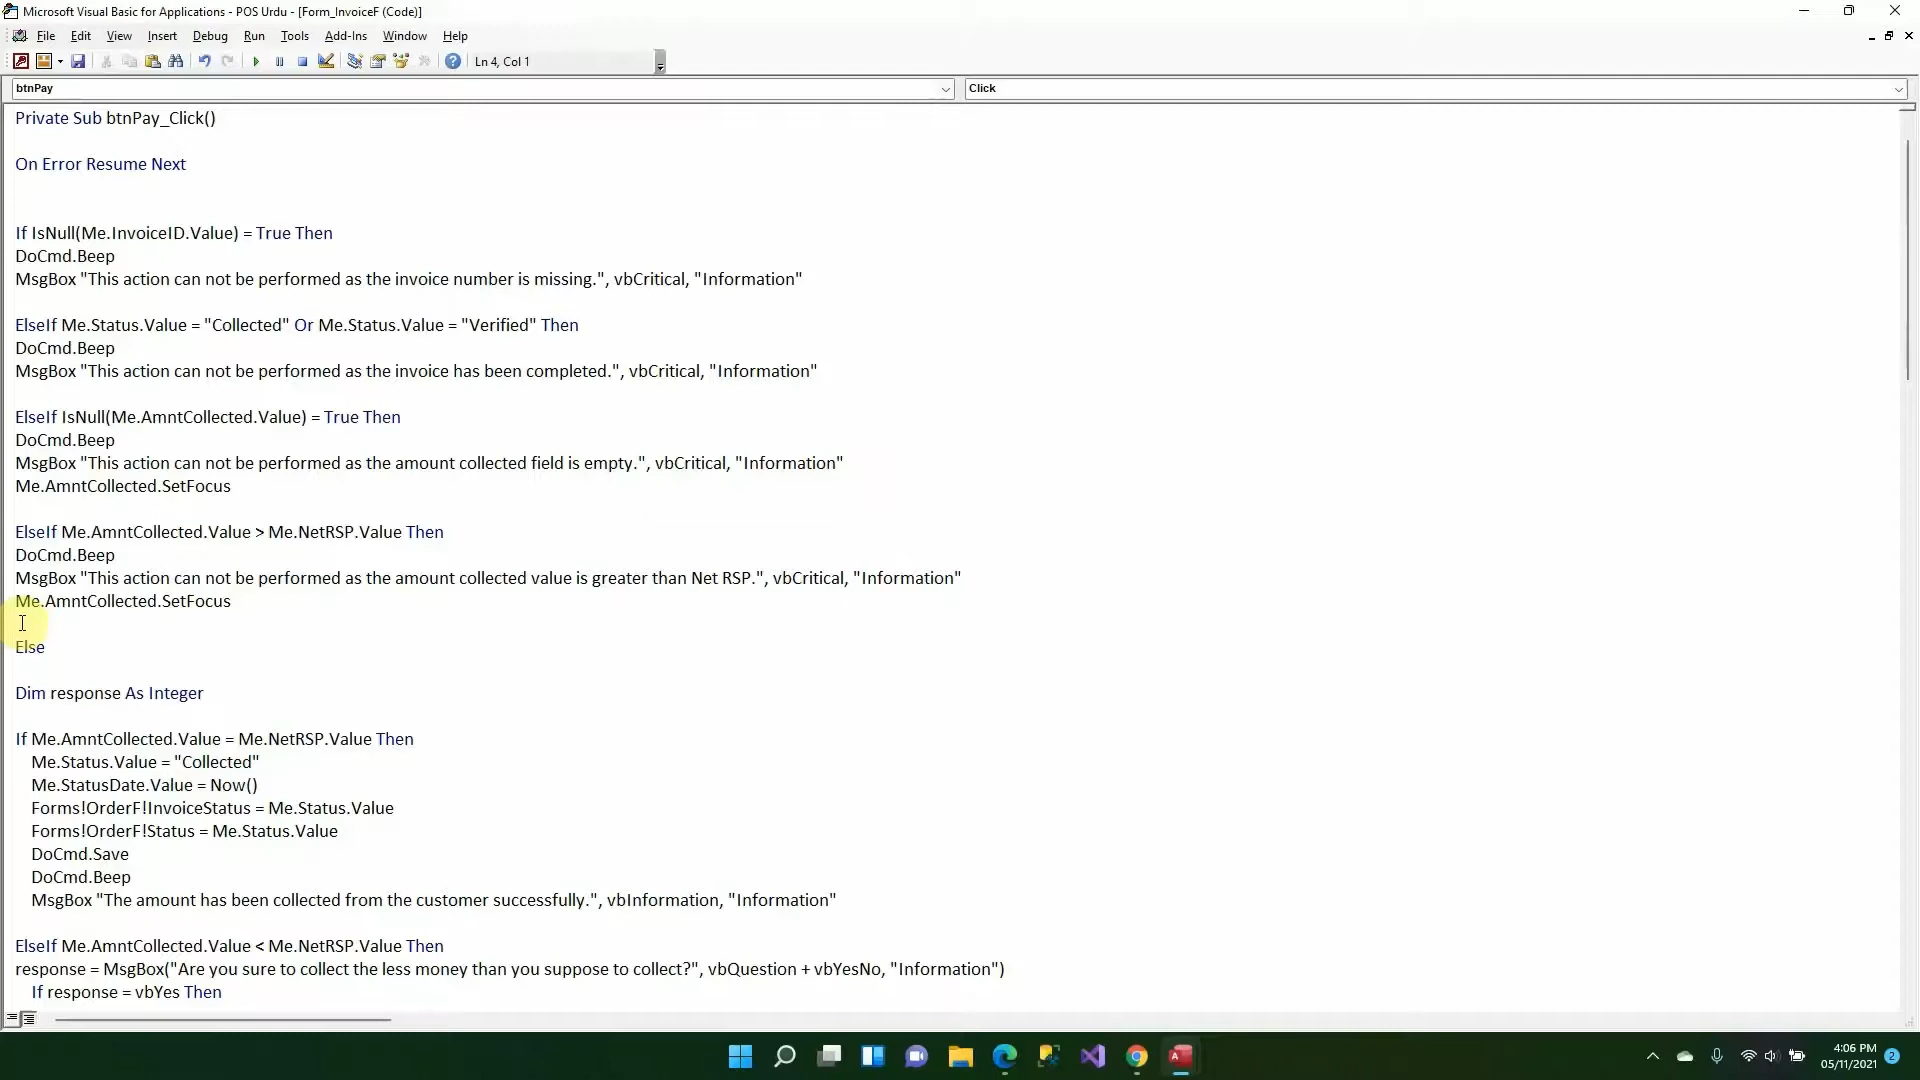 Microsoft Visual Basic for Applications - POS Urdu - [Form_InvoiceF (Code)]
File Edit View Insert Debug Run Tools Add-Ins Window Help
Ln 4, Col 1
btnPay
Click
Private Sub btnPay_Click()
On Error Resume Next
If IsNull(Me.InvoiceID.Value) = True Then
DoCmd.Beep
MsgBox "This action can not be performed as the invoice number is missing.", vbCritical, "Information"
ElseIf Me.Status.Value = "Collected" Or Me.Status.Value = "Verified" Then
DoCmd.Beep
MsgBox "This action can not be performed as the invoice has been completed.", vbCritical, "Information"
ElseIf IsNull(Me.AmntCollected.Value) = True Then
DoCmd.Beep
MsgBox "This action can not be performed as the amount collected field is empty.", vbCritical, "Information"
Me.AmntCollected.SetFocus
ElseIf Me.AmntCollected.Value > Me.NetRSP.Value Then
DoCmd.Beep
MsgBox "This action can not be performed as the amount collected value is greater than Net RSP.", vbCritical, "Information"
Me.AmntCollected.SetFocus
Else
Dim response As Integer
If Me.AmntCollected.Value = Me.NetRSP.Value Then
Me.Status.Value = "Collected"
Me.StatusDate.Value = Now()
Forms!OrderF!InvoiceStatus = Me.Status.Value
Forms!OrderF!Status = Me.Status.Value
DoCmd.Save
DoCmd.Beep
MsgBox "The amount has been collected from the customer successfully.", vbInformation, "Information"
ElseIf Me.AmntCollected.Value < Me.NetRSP.Value Then
response = MsgBox("Are you sure to collect the less money than you suppose to collect?", vbQuestion + vbYesNo, "Information")
If response = vbYes Then
4:06 PM
05/11/2021
2